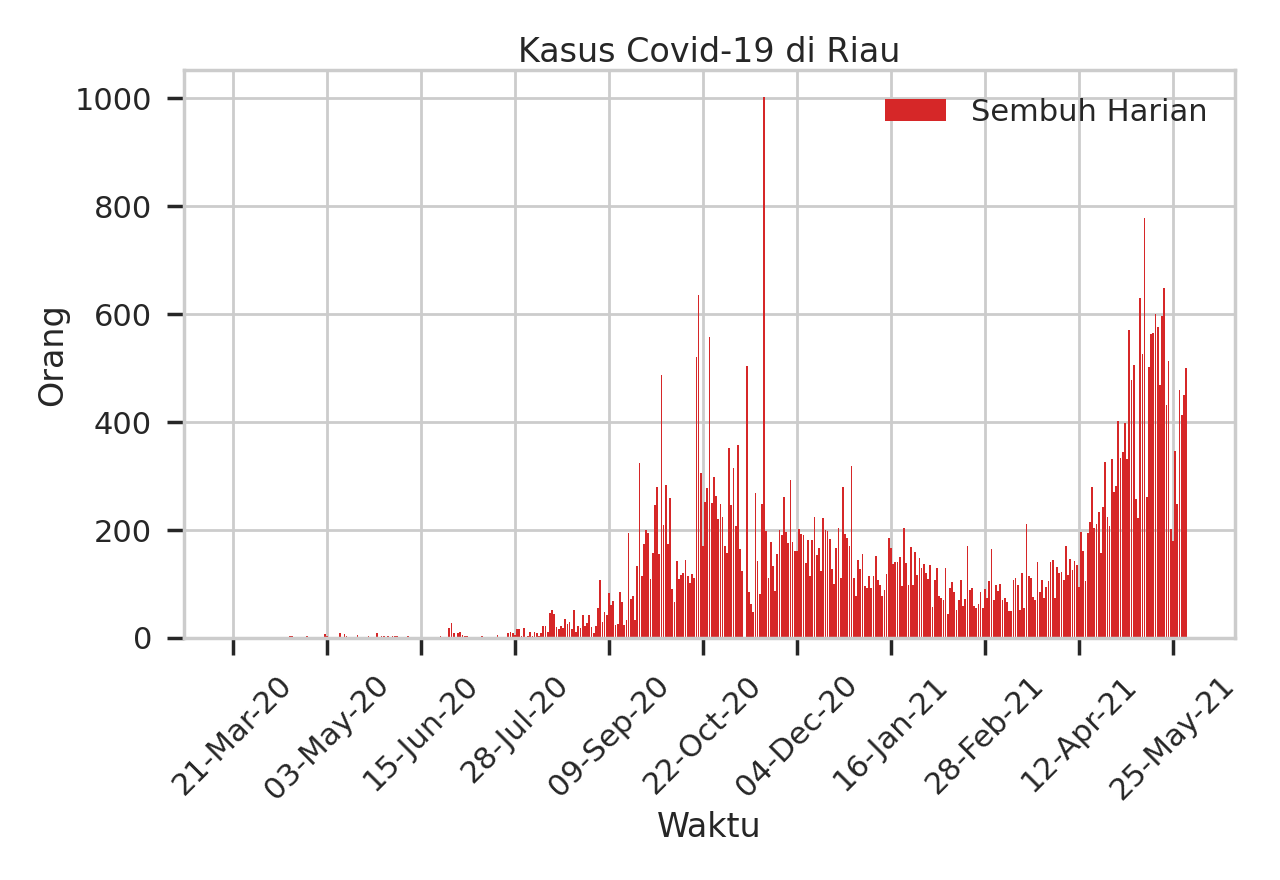 Kasus Covid-19 di Riau
Sembuh Harian
Orang
1000
800
600
400
200
0
21-Mar-20
03-May-20
15-Jun-20
28-Jul-20
09-Sep-20
22-Oct-20
04-Dec-20
16-Jan-21
28-Feb-21
12-Apr-21
25-May-21
Waktu